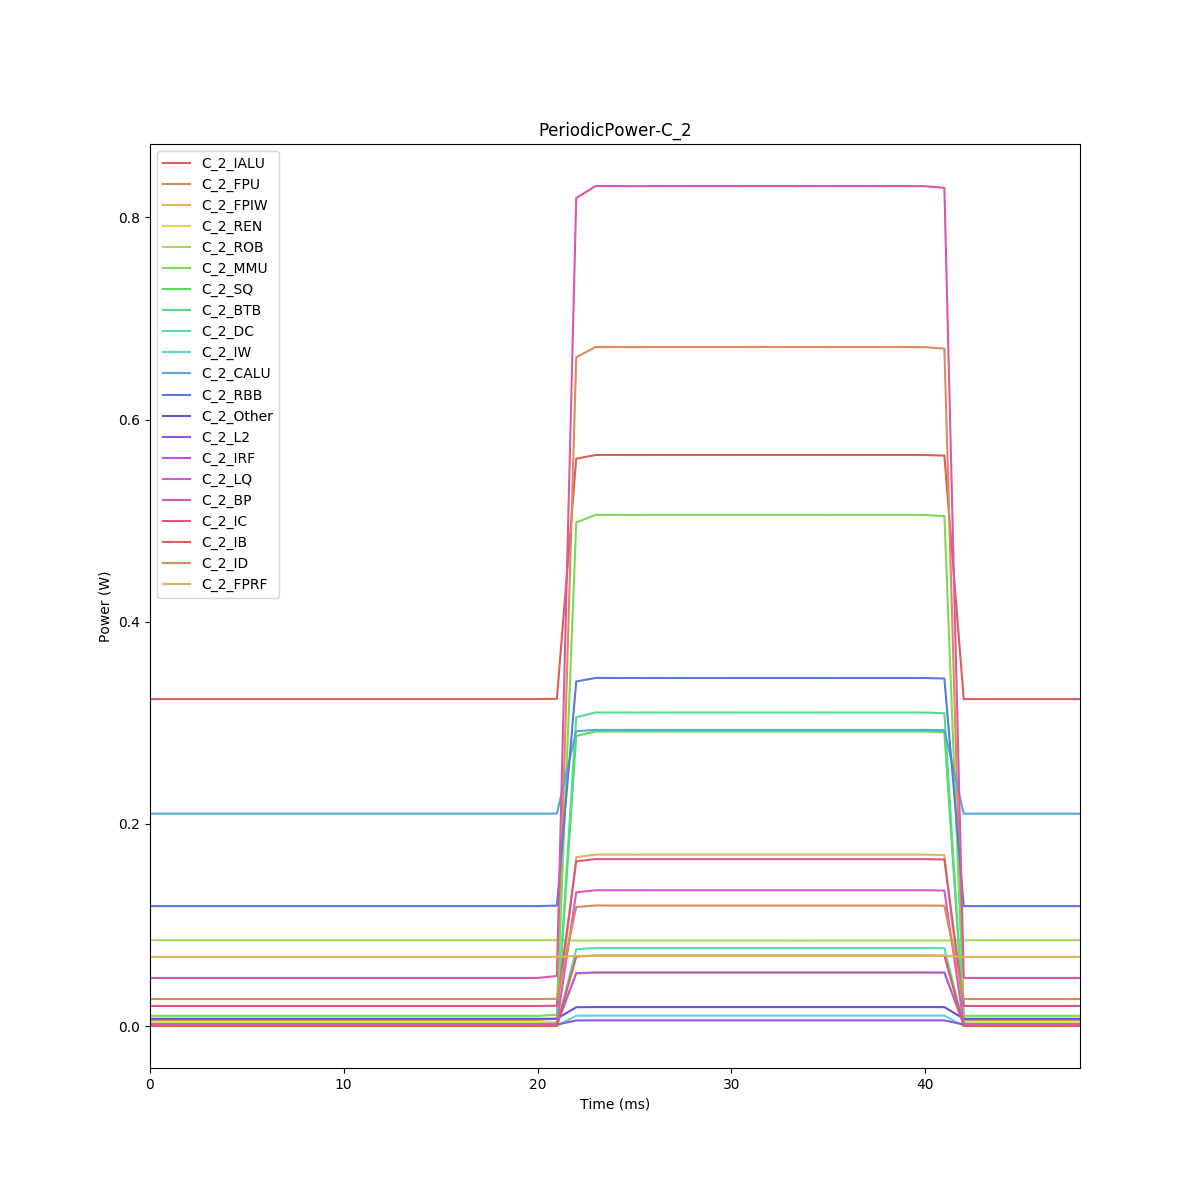 PeriodicPower-C_2
C_2_IALU
C_2_FPU
C_2_FPIW
C_2_REN
C_2_ROB
C_2_MMU
C_2_SQ
C_2_BTB
C_2_DC
C_2_IW
C_2_CALU
C_2_RBB
C_2_Other
C_2_L2
C_2_IRF
C_2_LQ
C_2_BP
C_2_IC
C_2_IB
C_2_ID
C_2_FPRF
0.8
0.6
0.4
0.2
0.0
Power (W)
0 10 20 30 40
Time (ms)